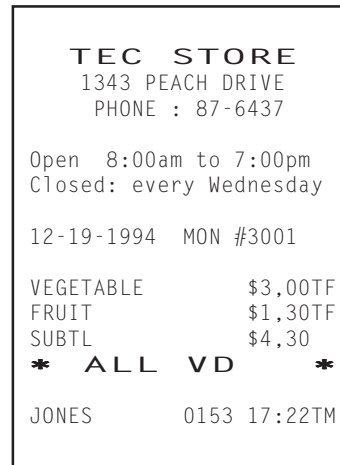 TEC STORE
1343 PEACH DRIVE
PHONE : 87-6437
Open 8:00am to 7:00pm
Closed: every Wednesday
12-19-1994 MON #3001
VEGETABLE $3,00TF
FRUIT $1,30TF
SUBTL $4,30
* ALL VD *
JONES 0153 17:22TM